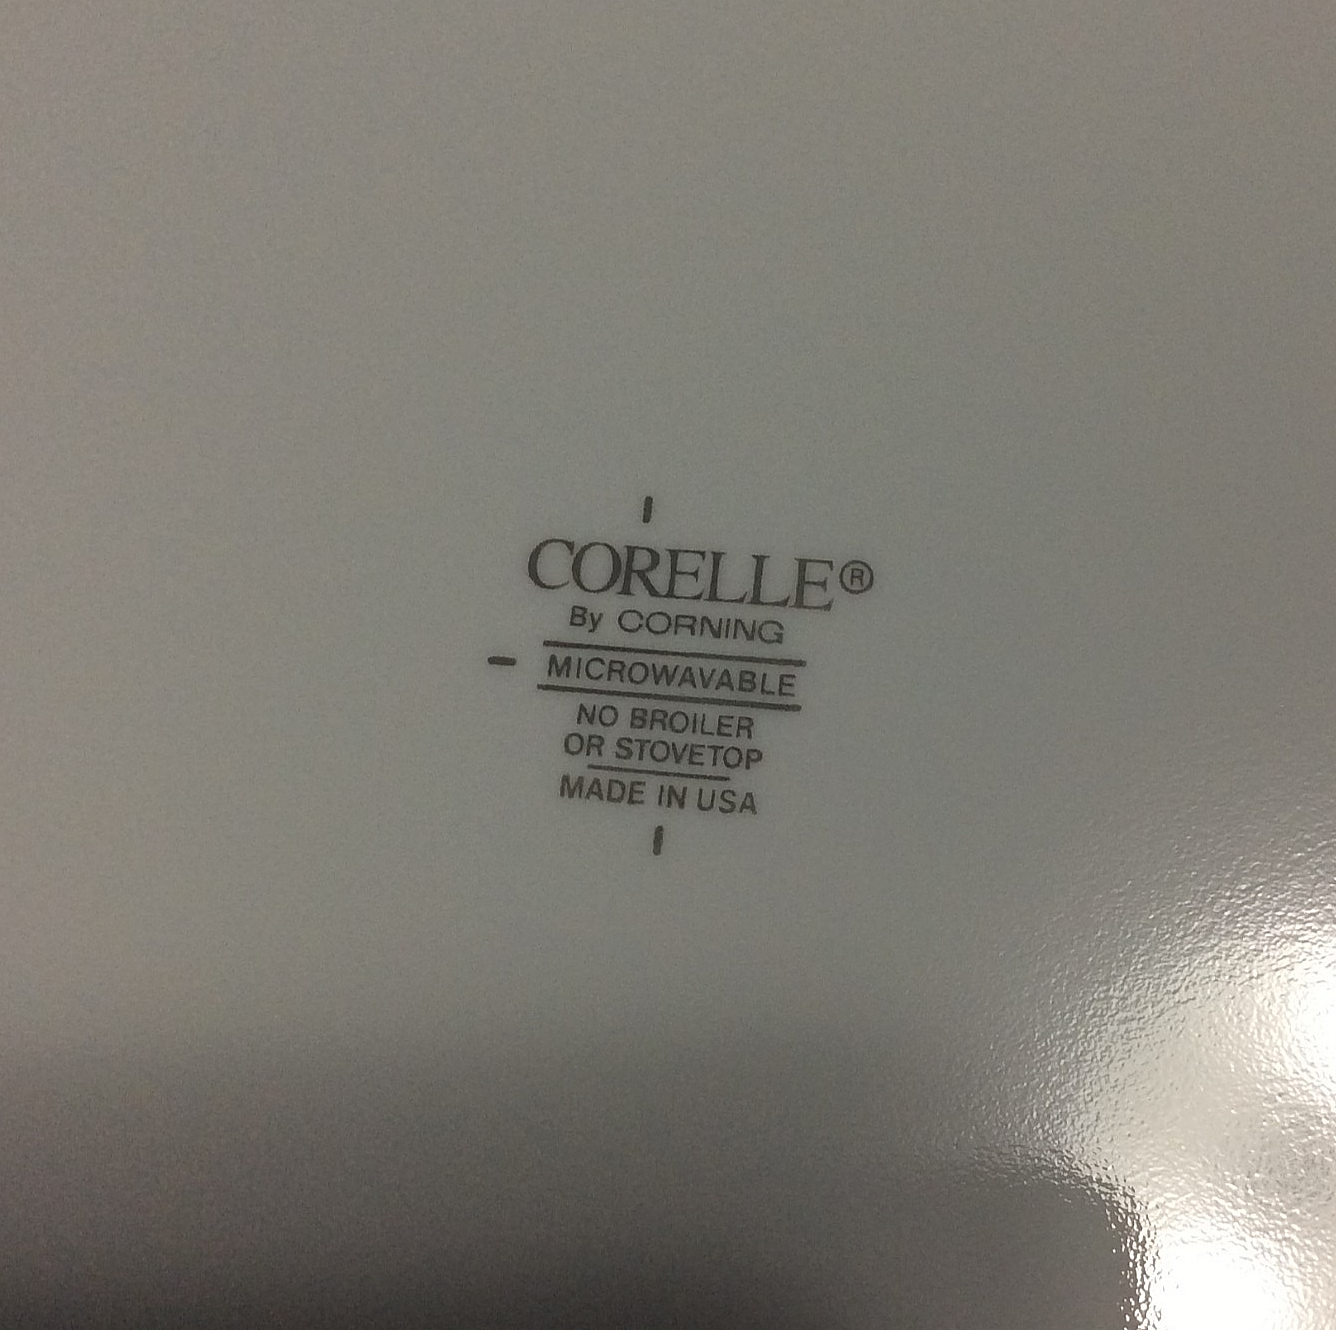 CORELLE®
By CORNING
MICROWAVABLE
NO BROILER
OR STOVETOP
MADE IN USA